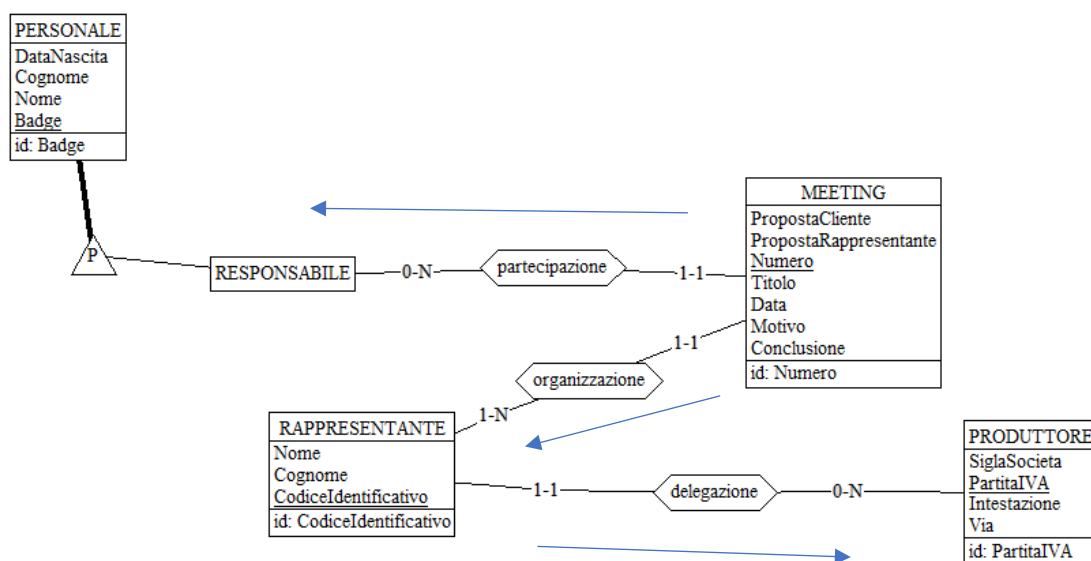 PERSONALE
DataNascita
Cognome
Nome
Badge
id: Badge
P
RESPONSABILE
0-N
partecipazione
1-1
MEETING
PropostaCliente
PropostaRappresentante
Numero
Titolo
Data
Motivo
Conclusione
id: Numero
1-1
organizzazione
1-N
RAPPRESENTANTE
Nome
Cognome
CodiceIdentificativo
id: CodiceIdentificativo
1-1
delegazione
0-N
PRODUTTORE
SiglaSocieta
PartitaIVA
Intestazione
Via
id: PartitaIVA